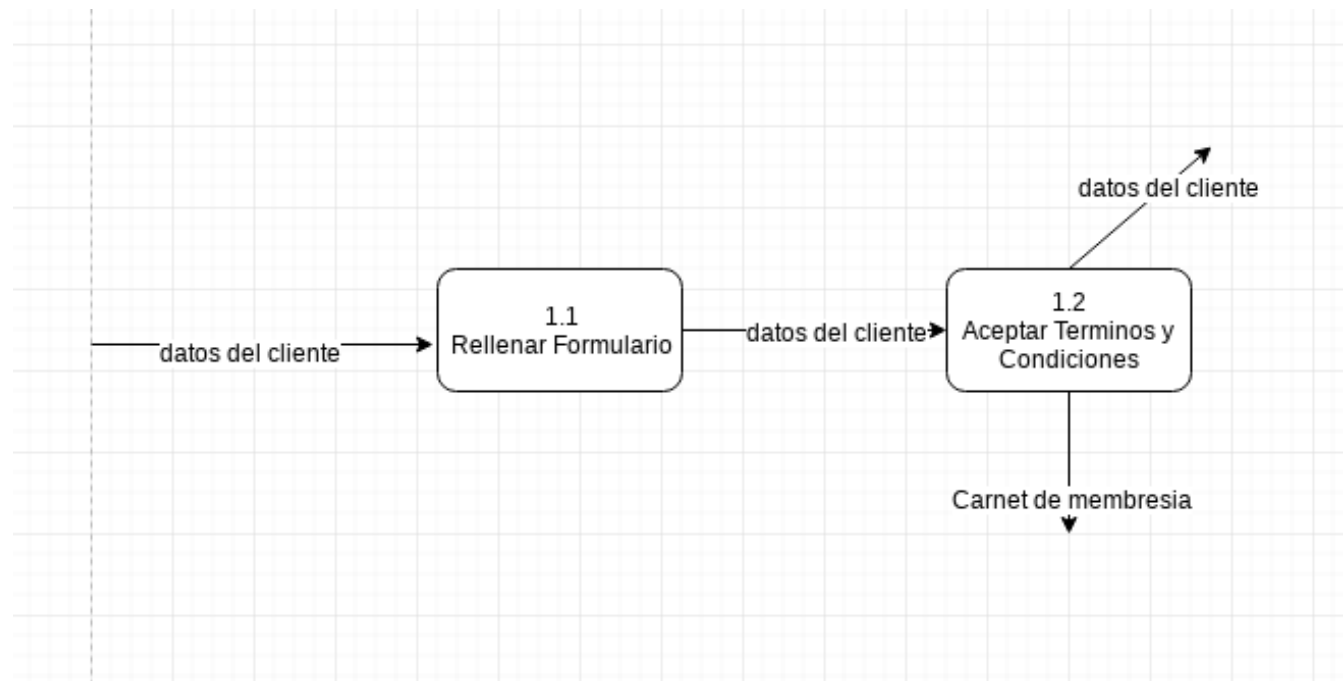 datos del cliente
1.1
Rellenar Formulario
datos del cliente
1.2
Aceptar Terminos y
Condiciones
datos del cliente
Carnet de membresia